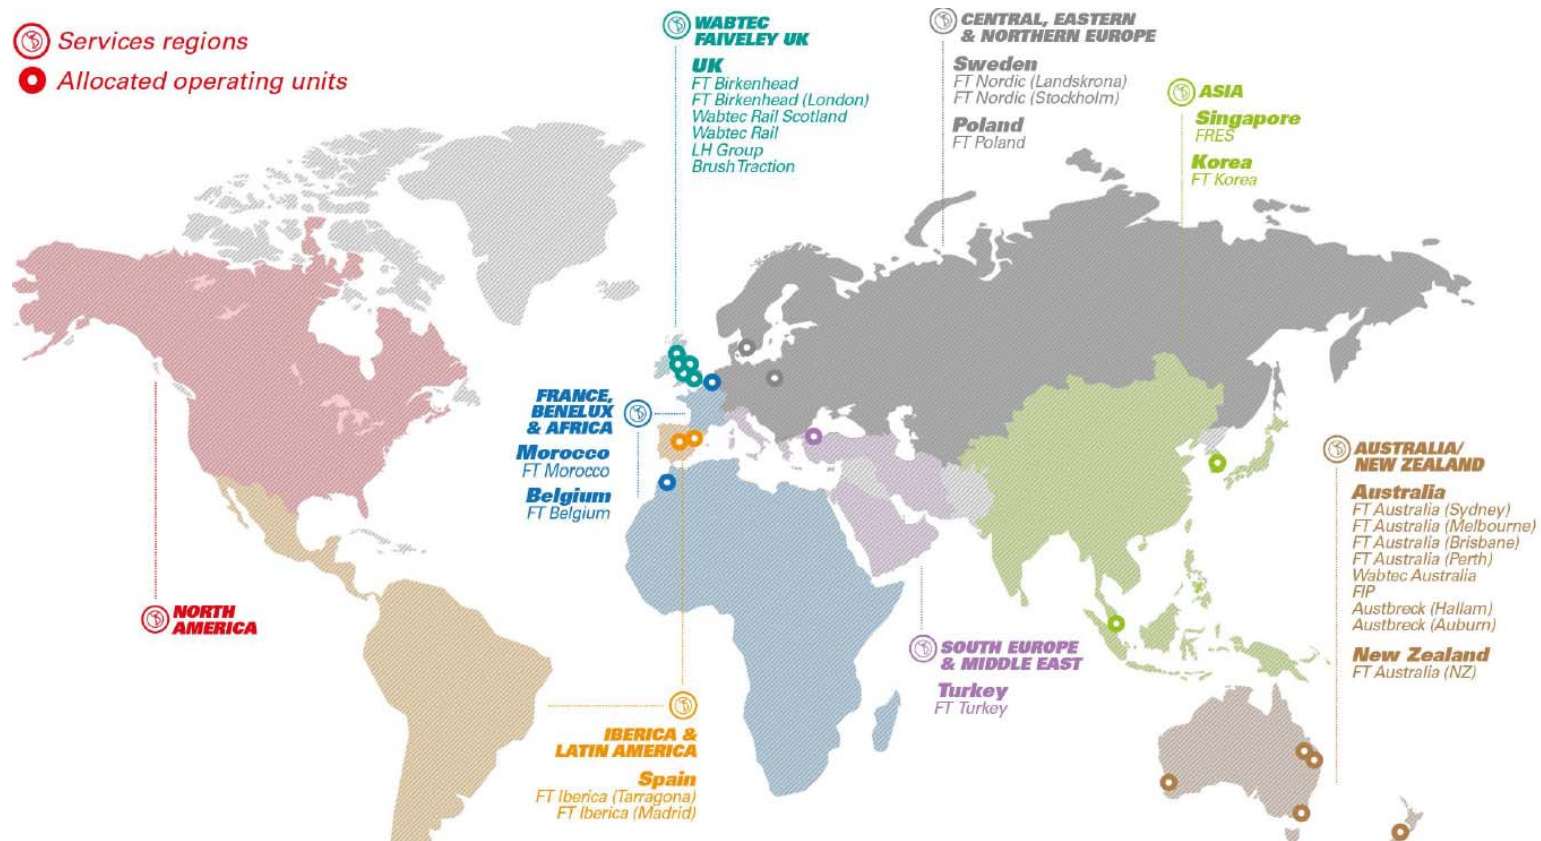 Services regions
Allocated operating units
WABTEC
FAIVELEY UK
UK
FT Birkenhead
FT Birkenhead (London)
Wabtec Rail Scotland
Wabtec Rail
LH Group
Brush Traction
CENTRAL, EASTERN
& NORTHERN EUROPE
Sweden
FT Nordic (Landskrona)
FT Nordic (Stockholm)
Poland
FT Poland
ASIA
Singapore
FRES
Korea
FT Korea
FRANCE,
BENELUX
& AFRICA
Morocco
FT Morocco
Belgium
FT Belgium
AUSTRALIA/
NEW ZEALAND
Australia
FT Australia (Sydney)
FT Australia (Melbourne)
FT Australia (Brisbane)
FT Australia (Perth)
Wabtec Australia
FIP
Austbreck (Hallam)
Austbreck (Auburn)
New Zealand
FT Australia (NZ)
NORTH
AMERICA
SOUTH EUROPE
& MIDDLE EAST
Turkey
FT Turkey
IBERICA &
LATIN AMERICA
Spain
FT Iberica (Tarragona)
FT Iberica (Madrid)